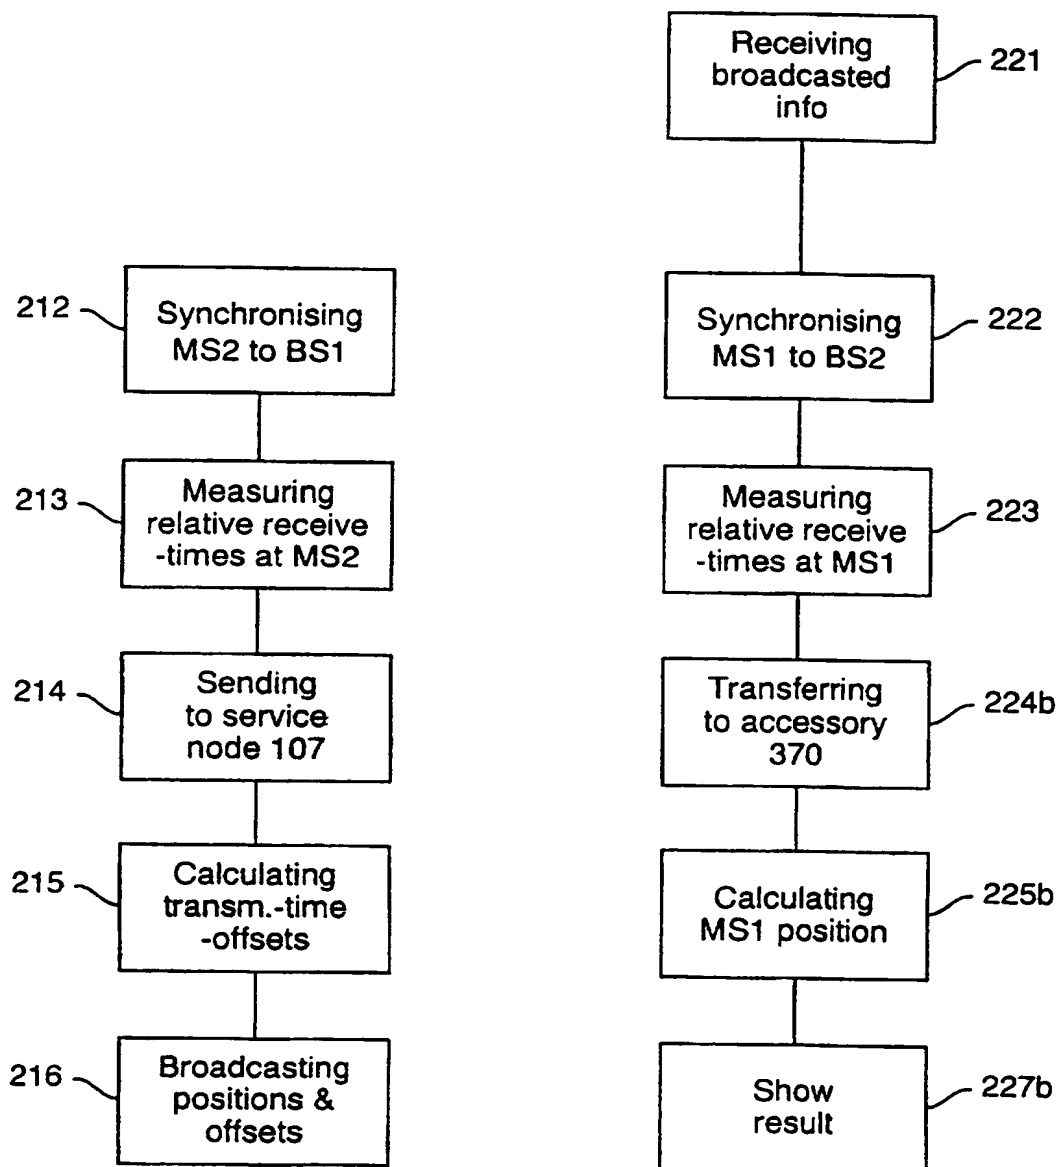 212
Synchronising
MS2 to BS1
213
Measuring
relative receive
-times at MS2
214
Sending
to service
node 107
215
Calculating
transm.-time
-offsets
216
Broadcasting
positions &
offsets
Receiving
broadcasted
info
221
Synchronising
MS1 to BS2
222
Measuring
relative receive
-times at MS1
223
Transferring
to accessory
370
224b
Calculating
MS1 position
225b
Show
result
227b